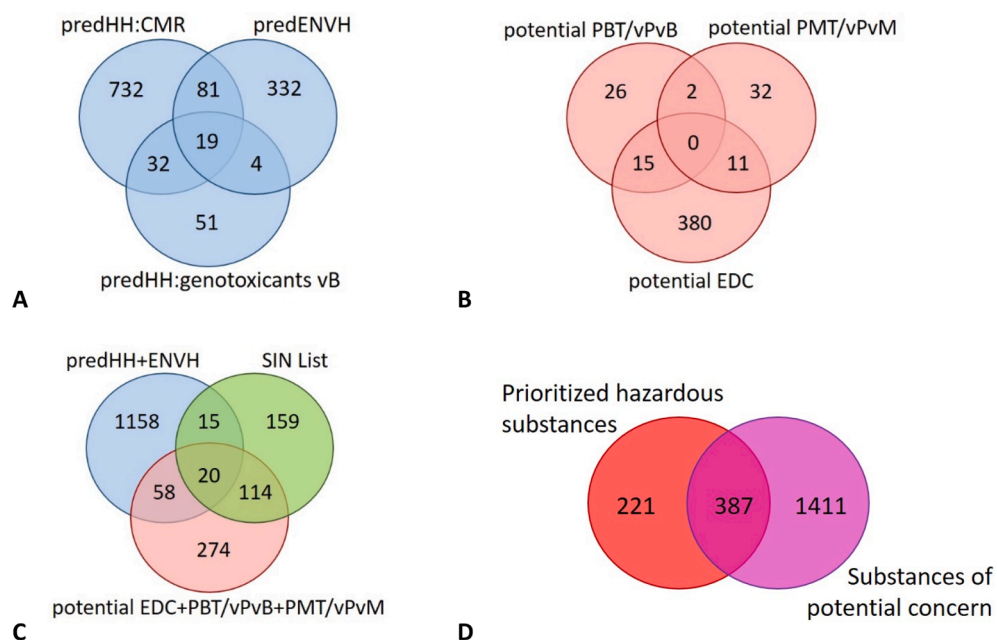 predHH:CMR
predENVH
732
81
332
19
32
4
51
predHH:genotoxicants vB
A
potential PBT/vPvB
potential PMT/vPvM
26
2
32
0
15
11
380
potential EDC
B
predHH+ENVH
SIN List
1158
15
159
20
58
114
274
potential EDC+PBT/vPvB+PMT/vPvM
C
Prioritized hazardous
substances
221
387
1411
Substances of
potential concern
D